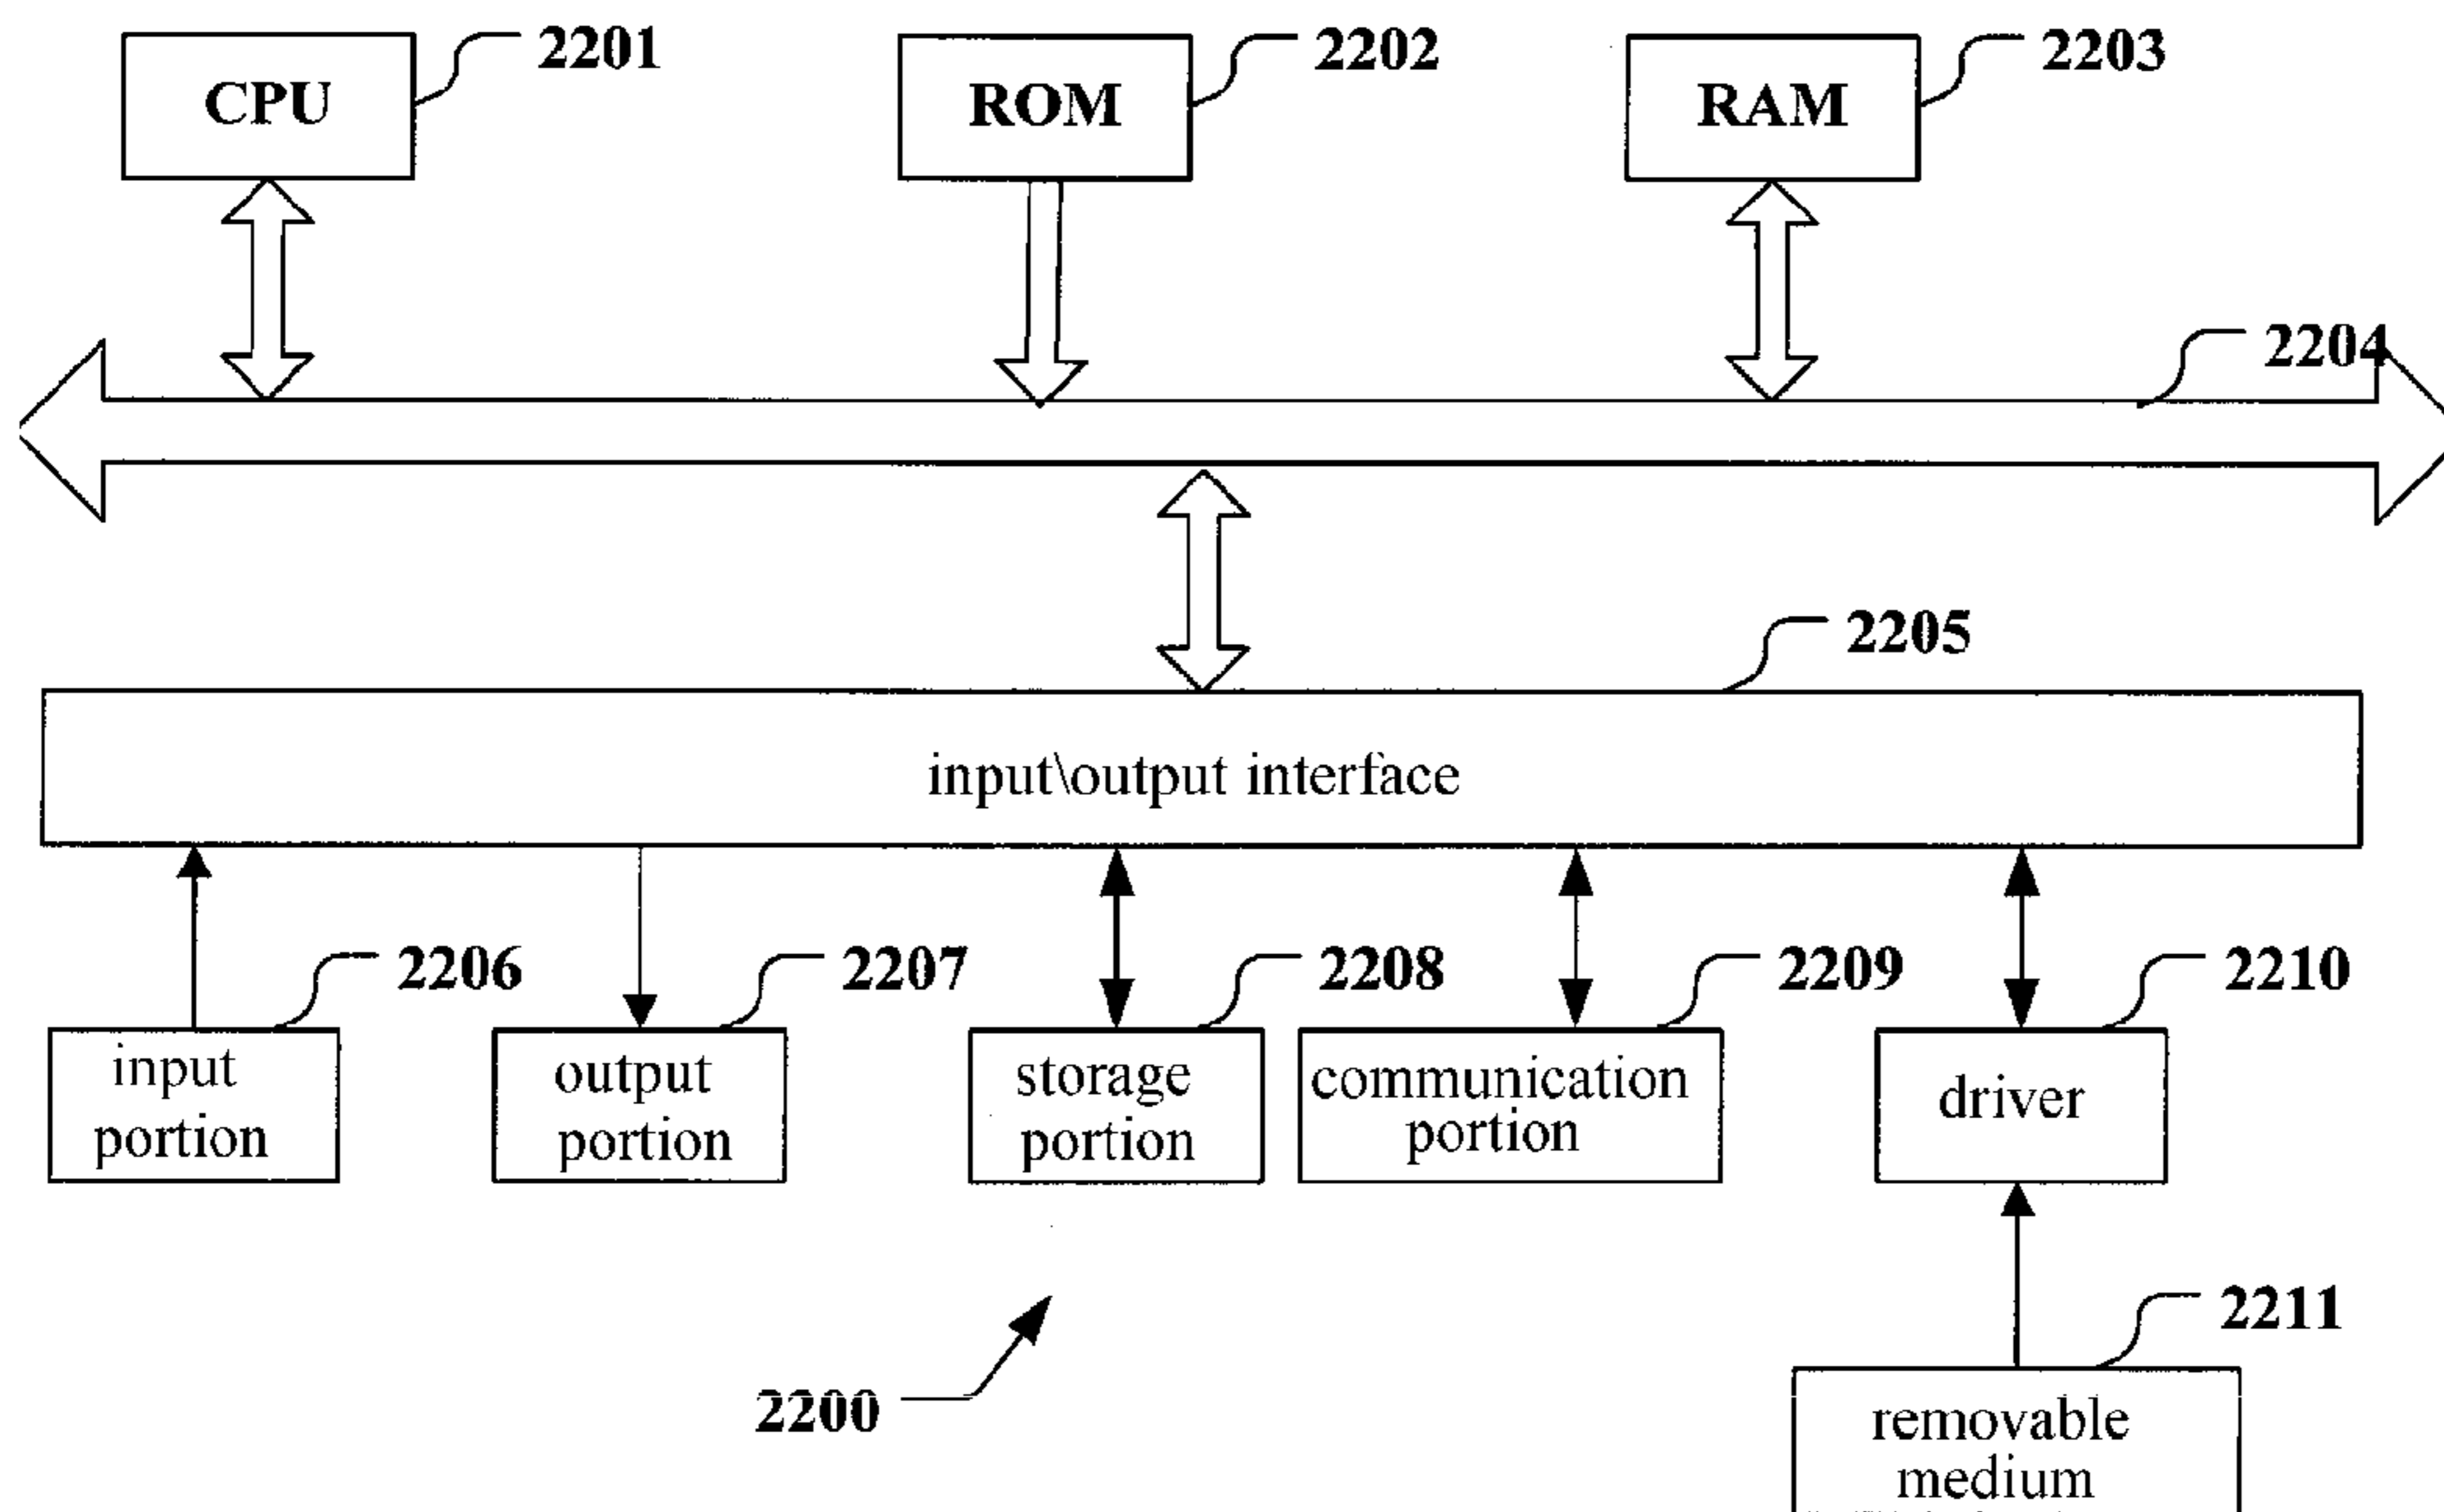 CPU
2201
ROM
2202
RAM
2203
2204
2205
input\output interface
2206
2207
2208
2209
2210
input
portion
output
portion
storage
portion
communication
portion
driver
2211
2200
removable
medium